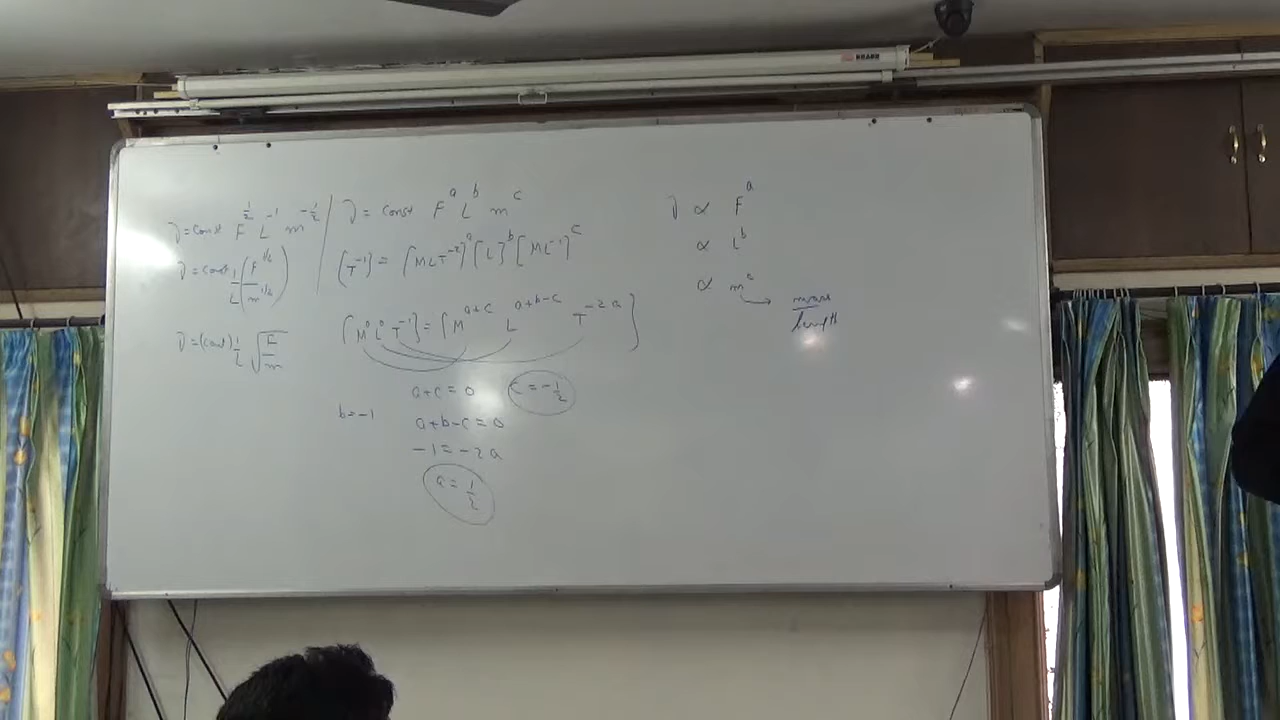 ν = const F^{1/2} L^{-1} m^{-1/2}
ν = const 1/L (F^{1/2}/m^{1/2})
ν = (const) 1/L √(F/m)
ν = const F^a L^b m^c
[T^{-1}] = [MLT^{-2}]^a [L]^b [ML^{-1}]^c
[M^0 L^0 T^{-1}] = [M^{a+c} L^{a+b-c} T^{-2a}]
a+c=0 c=-1/2
b=-1 a+b-c=0
-1=-2a
a=1/2
ν ∝ F^a
∝ L^b
∝ m^c → mass/length